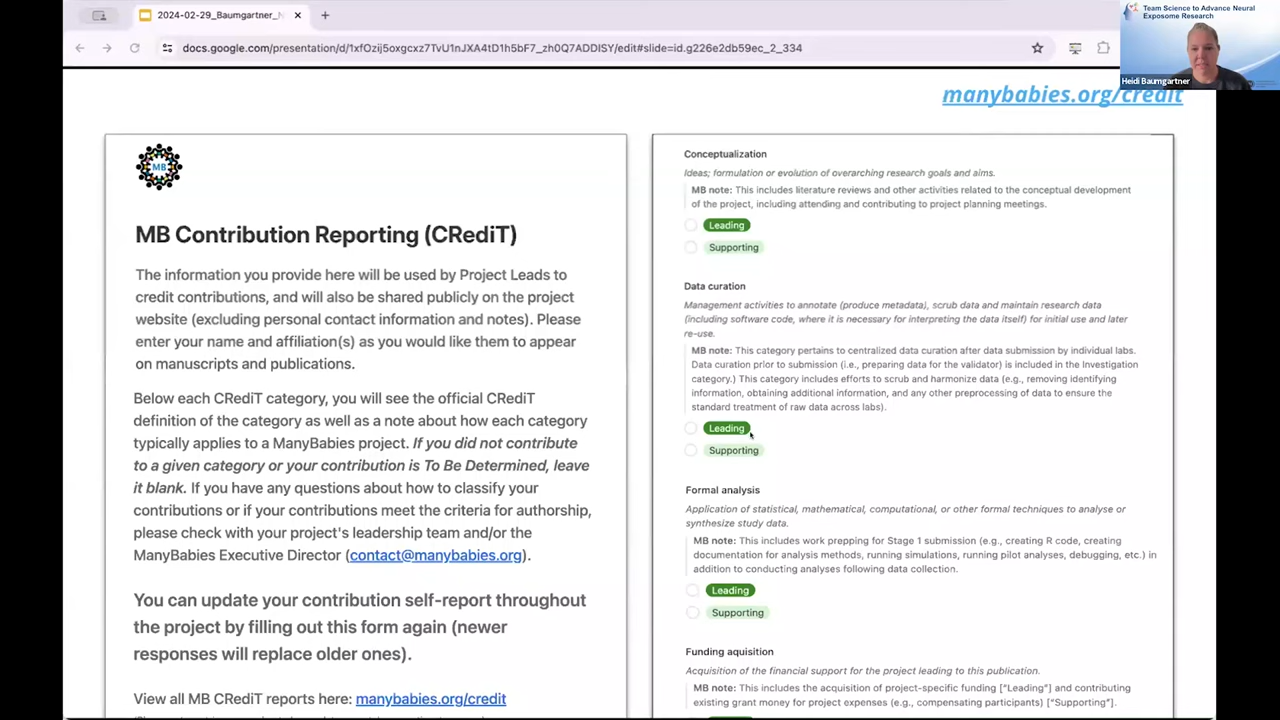 2024-02-29_Baumgartner_
docs.google.com/presentation/d/1xfOzij5oxgcxz7TvU1nJXA4tD1h5bF7_zh0Q7ADDISY/edit#slide=id.g226e2db59ec_2_334
Team Science to Advance Neural
Exposome Research
Heidi Baumgartner
manybabies.org/credit
MB
MB Contribution Reporting (CRediT)
The information you provide here will be used by Project Leads to
credit contributions, and will also be shared publicly on the project
website (excluding personal contact information and notes). Please
enter your name and affiliation(s) as you would like them to appear
on manuscripts and publications.
Below each CRediT category, you will see the official CRediT
definition of the category as well as a note about how each category
typically applies to a ManyBabies project. If you did not contribute
to a given category or your contribution is To Be Determined, leave
it blank. If you have any questions about how to classify your
contributions or if your contributions meet the criteria for authorship,
please check with your project's leadership team and/or the
ManyBabies Executive Director (contact@manybabies.org).
You can update your contribution self-report throughout
the project by filling out this form again (newer
responses will replace older ones).
View all MB CRediT reports here: manybabies.org/credit
Conceptualization
Ideas; formulation or evolution of overarching research goals and aims.
MB note: This includes literature reviews and other activities related to the conceptual development
of the project, including attending and contributing to project planning meetings.
Leading
Supporting
Data curation
Management activities to annotate (produce metadata), scrub data and maintain research data
(including software code, where it is necessary for interpreting the data itself) for initial use and later
re-use.
MB note: This category pertains to centralized data curation after data submission by individual labs.
Data curation prior to submission (i.e., preparing data for the validator) is included in the Investigation
category.) This category includes efforts to scrub and harmonize data (e.g., removing identifying
information, obtaining additional information, and any other preprocessing of data to ensure the
standard treatment of raw data across labs).
Leading
Supporting
Formal analysis
Application of statistical, mathematical, computational, or other formal techniques to analyse or
synthesize study data.
MB note: This includes work prepping for Stage 1 submission (e.g., creating R code, creating
documentation for analysis methods, running simulations, running pilot analyses, debugging, etc.) in
addition to conducting analyses following data collection.
Leading
Supporting
Funding aquisition
Acquisition of the financial support for the project leading to this publication.
MB note: This includes the acquisition of project-specific funding ["Leading"] and contributing
existing grant money for project expenses (e.g., compensating participants) ["Supporting"].